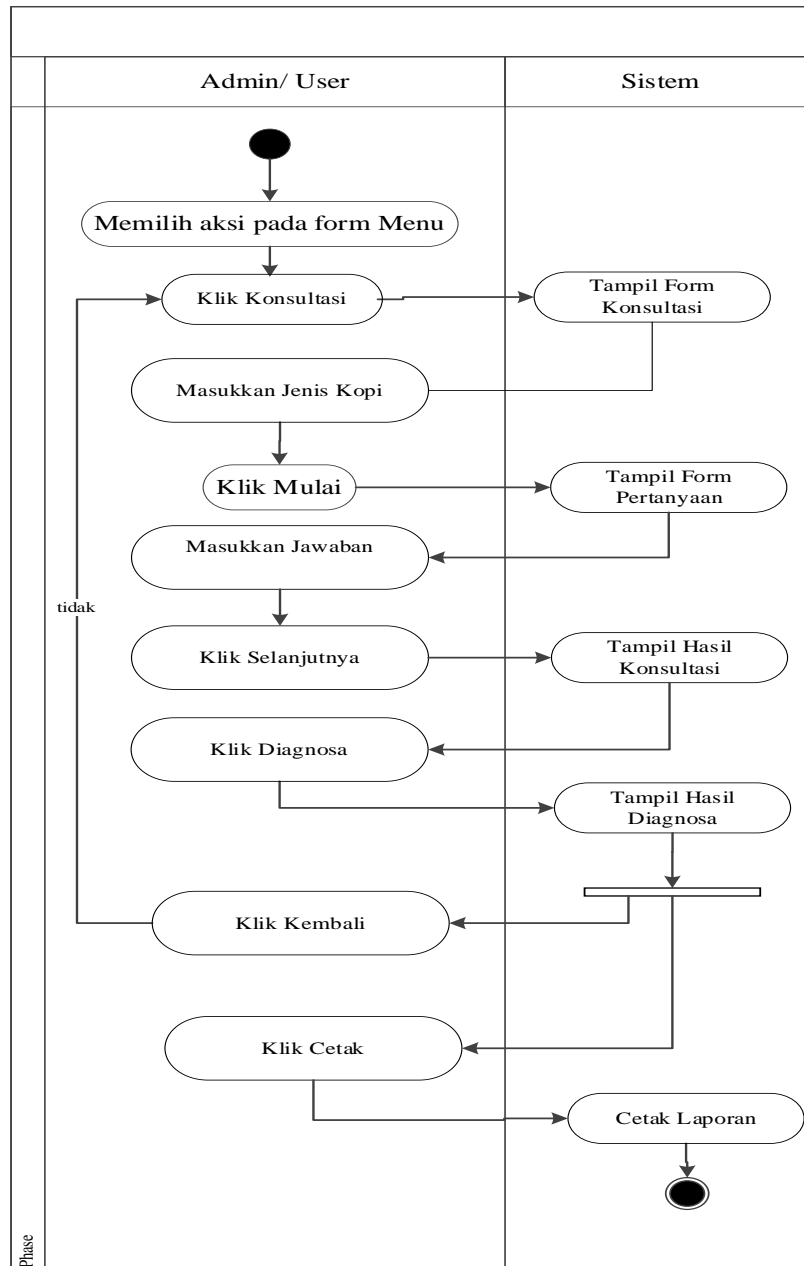 Admin/ User
Sistem
Memilih aksi pada form Menu
Klik Konsultasi
Tampil Form
Konsultasi
Masukkan Jenis Kopi
Klik Mulai
Tampil Form
Pertanyaan
Masukkan Jawaban
tidak
Klik Selanjutnya
Tampil Hasil
Konsultasi
Klik Diagnosa
Tampil Hasil
Diagnosa
Klik Kembali
Klik Cetak
Cetak Laporan
Phase